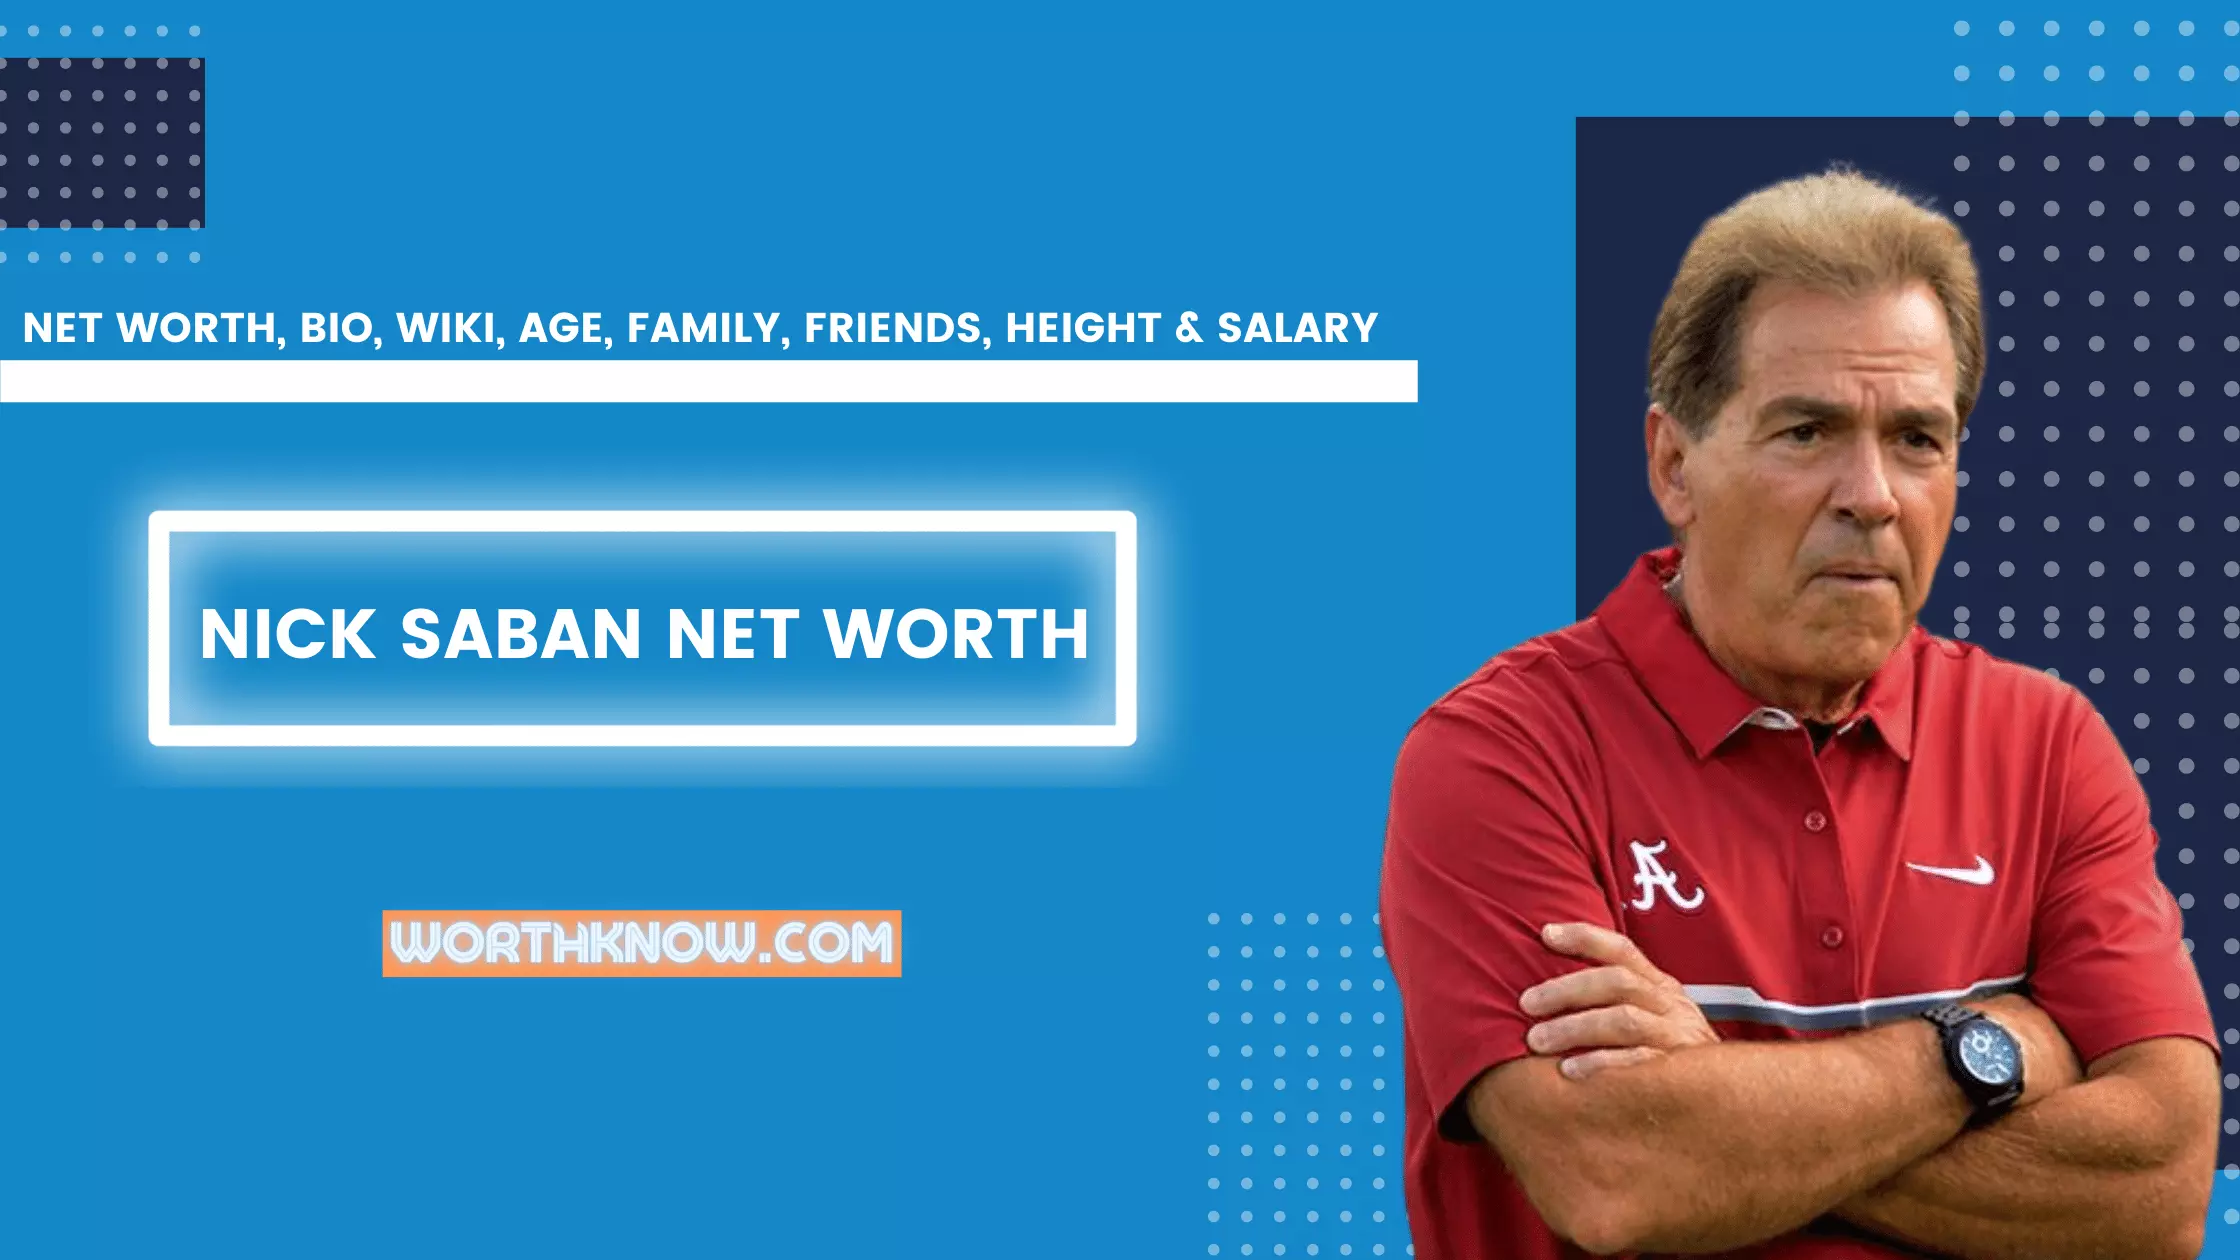 NET WORTH, BIO, WIKI, AGE, FAMILY, FRIENDS, HEIGHT & SALARY
NICK SABAN NET WORTH
WORTHKNOW.COM
A